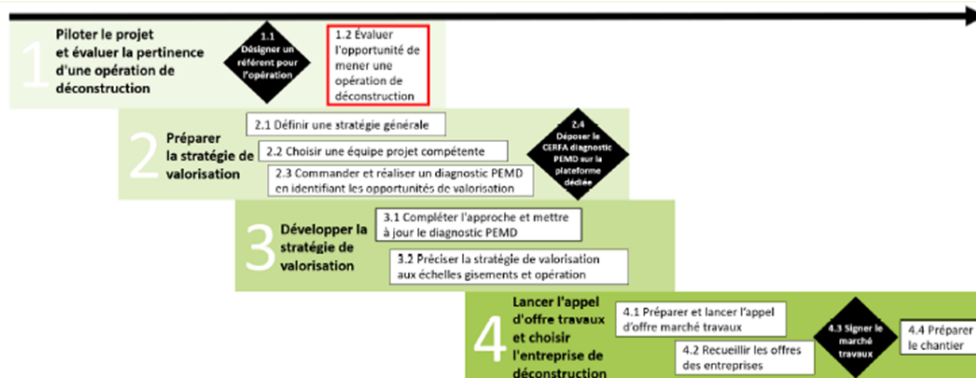 1
Piloter le projet
et évaluer la pertinence
d'une opération de
déconstruction
1.1
Désigner un
référent pour
l'opération
1.2 Évaluer
l'opportunité de
mener une
opération de
déconstruction
2
Préparer
la stratégie de
valorisation
2.1 Définir une stratégie générale
2.2 Choisir une équipe projet compétente
2.3 Commander et réaliser un diagnostic PEMD
en identifiant les opportunités de valorisation
2.4
Déposer le
CERFA diagnostic
PEMD sur la
plateforme
dédiée
3
Développer la
stratégie de
valorisation
3.1 Compléter l'approche et mettre
à jour le diagnostic PEMD
3.2 Préciser la stratégie de valorisation
aux échelles gisements et opération
4
Lancer l'appel
d'offre travaux
et choisir
l'entreprise de
déconstruction
4.1 Préparer et lancer l'appel
d'offre marché travaux
4.2 Recueillir les offres
des entreprises
4.3 Signer le
marché
travaux
4.4 Préparer
le chantier